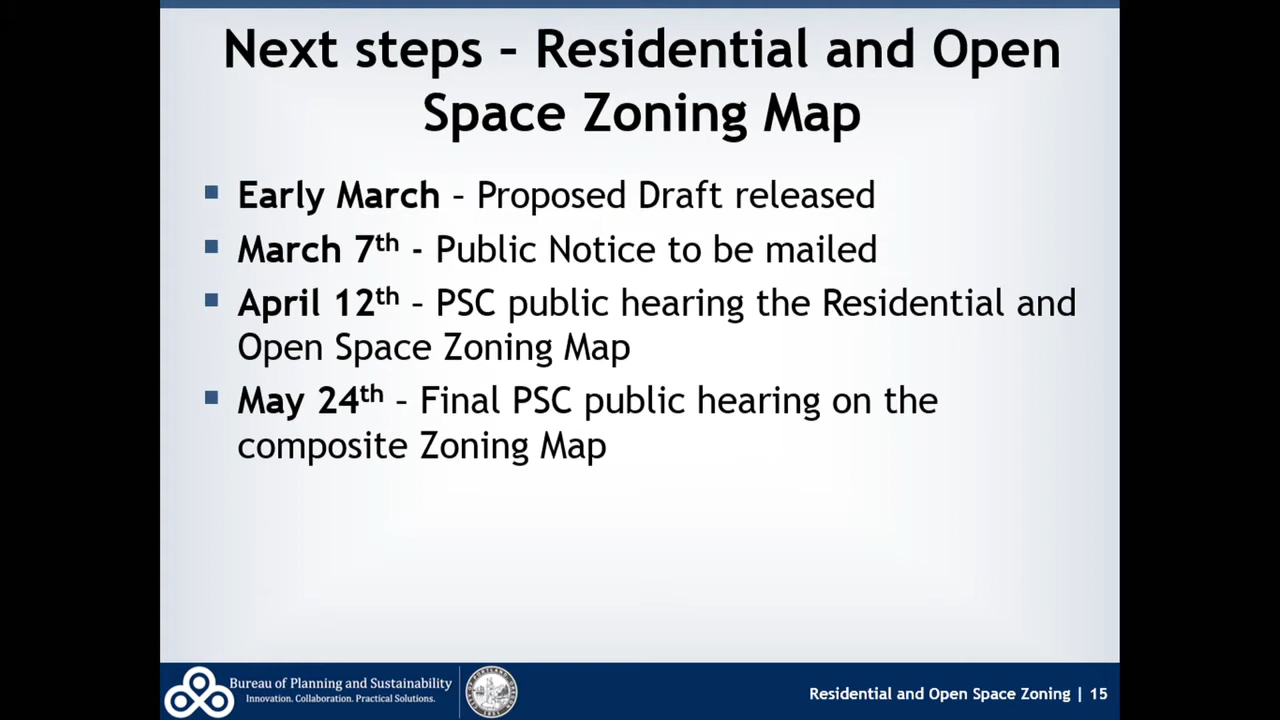 Next steps – Residential and Open
Space Zoning Map
▪ Early March – Proposed Draft released
▪ March 7th - Public Notice to be mailed
▪ April 12th – PSC public hearing the Residential and
Open Space Zoning Map
▪ May 24th – Final PSC public hearing on the
composite Zoning Map
Bureau of Planning and Sustainability
Innovation. Collaboration. Practical Solutions.
Residential and Open Space Zoning | 15